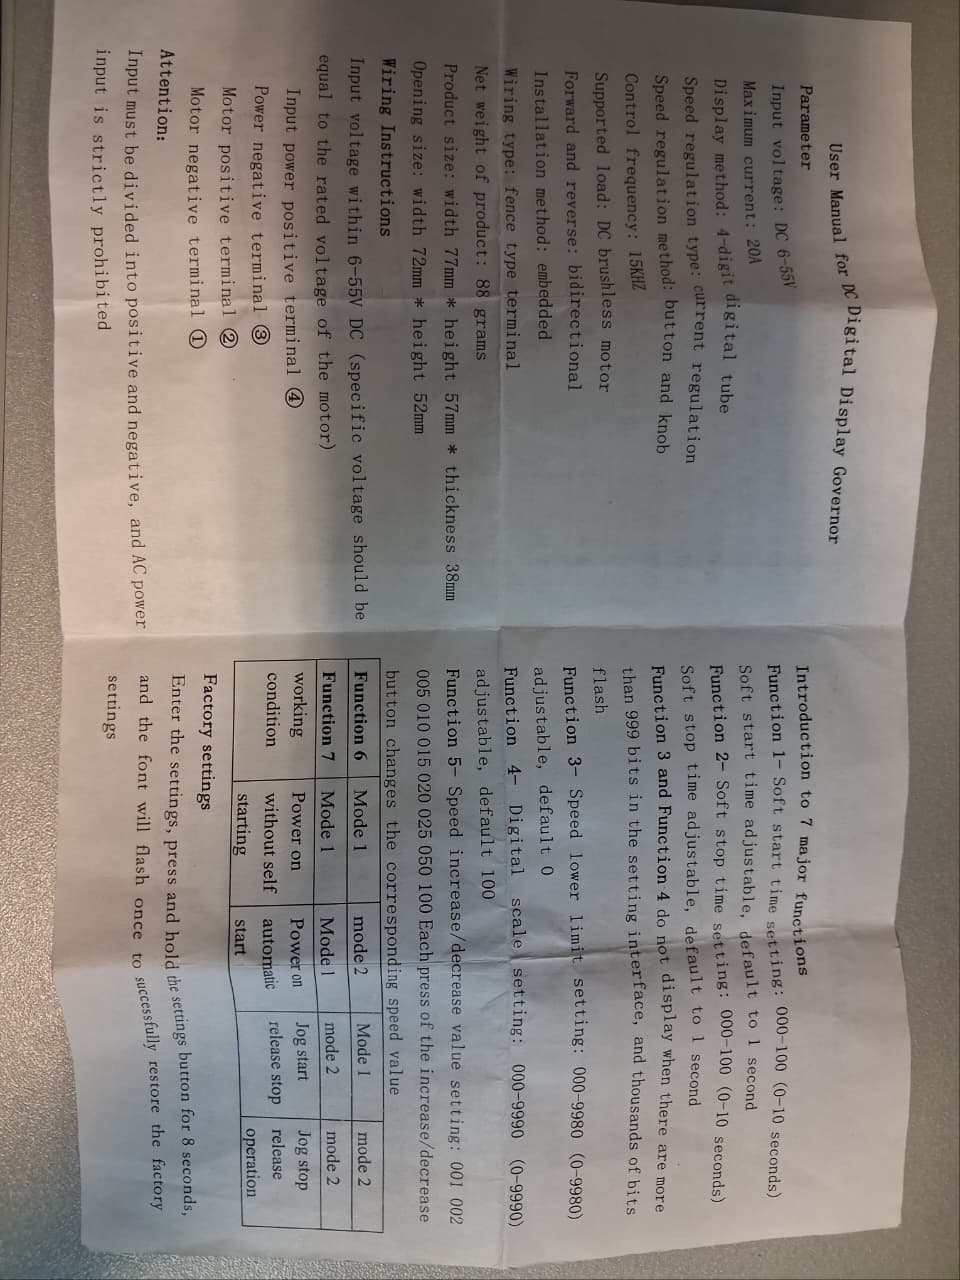 User Manual for DC Digital Display Governor
Parameter
Input voltage: DC 6-55V
Maximum current: 20A
Display method: 4-digit digital tube
Speed regulation type: current regulation
Speed regulation method: button and knob
Control frequency: 15KHZ
Supported load: DC brushless motor
Forward and reverse: bidirectional
Installation method: embedded
Wiring type: fence type terminal
Net weight of product: 88 grams
Product size: width 77mm * height 57mm * thickness 38mm
Opening size: width 72mm * height 52mm
Wiring Instructions
Input voltage within 6-55V DC (specific voltage should be
equal to the rated voltage of the motor)
Input power positive terminal ④
Power negative terminal ③
Motor positive terminal ②
Motor negative terminal ①
Attention:
Input must be divided into positive and negative, and AC power
input is strictly prohibited
Introduction to 7 major functions
Function 1- Soft start time setting: 000-100 (0-10 seconds)
Soft start time adjustable, default to 1 second
Function 2- Soft stop time setting: 000-100 (0-10 seconds)
Soft stop time adjustable, default to 1 second
Function 3 and Function 4 do not display when there are more
than 999 bits in the setting interface, and thousands of bits
flash
Function 3- Speed lower limit setting: 000-9980 (0-9980)
adjustable, default 0
Function 4- Digital scale setting: 000-9990 (0-9990)
adjustable, default 100
Function 5- Speed increase/decrease value setting: 001 002
005 010 015 020 025 050 100 Each press of the increase/decrease
button changes the corresponding speed value
Function 6 Mode 1 mode 2 Mode 1 mode 2
Function 7 Mode 1 Mode 1 mode 2 mode 2
working Power on Power on Jog start Jog stop
condition without self automatic release stop release
starting start operation
Factory settings
Enter the settings, press and hold the settings button for 8 seconds,
and the font will flash once to successfully restore the factory
settings